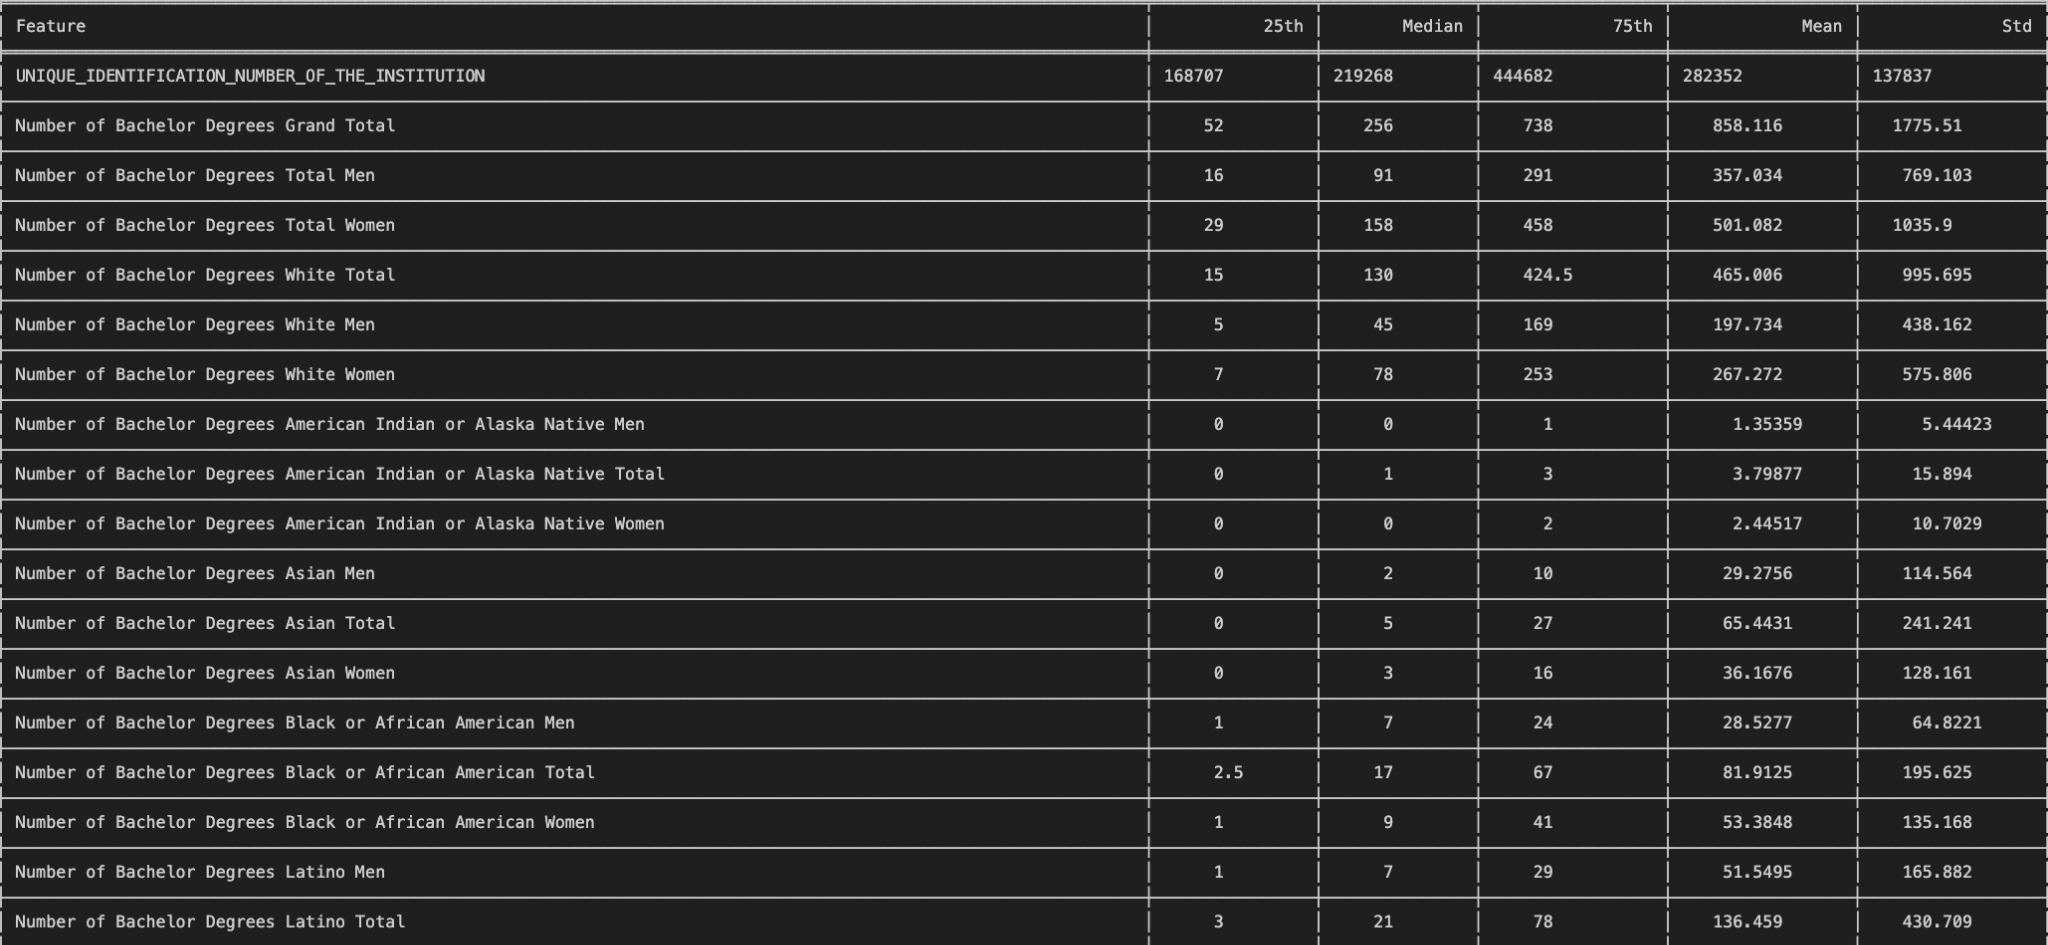 Feature 25th Median 75th Mean Std
UNIQUE_IDENTIFICATION_NUMBER_OF_THE_INSTITUTION 168707 219268 444682 282352 137837
Number of Bachelor Degrees Grand Total 52 256 738 858.116 1775.51
Number of Bachelor Degrees Total Men 16 91 291 357.034 769.103
Number of Bachelor Degrees Total Women 29 158 458 501.082 1035.9
Number of Bachelor Degrees White Total 15 130 424.5 465.006 995.695
Number of Bachelor Degrees White Men 5 45 169 197.734 438.162
Number of Bachelor Degrees White Women 7 78 253 267.272 575.806
Number of Bachelor Degrees American Indian or Alaska Native Men 0 0 1 1.35359 5.44423
Number of Bachelor Degrees American Indian or Alaska Native Total 0 1 3 3.79877 15.894
Number of Bachelor Degrees American Indian or Alaska Native Women 0 0 2 2.44517 10.7029
Number of Bachelor Degrees Asian Men 0 2 10 29.2756 114.564
Number of Bachelor Degrees Asian Total 0 5 27 65.4431 241.241
Number of Bachelor Degrees Asian Women 0 3 16 36.1676 128.161
Number of Bachelor Degrees Black or African American Men 1 7 24 28.5277 64.8221
Number of Bachelor Degrees Black or African American Total 2.5 17 67 81.9125 195.625
Number of Bachelor Degrees Black or African American Women 1 9 41 53.3848 135.168
Number of Bachelor Degrees Latino Men 1 7 29 51.5495 165.882
Number of Bachelor Degrees Latino Total 3 21 78 136.459 430.709